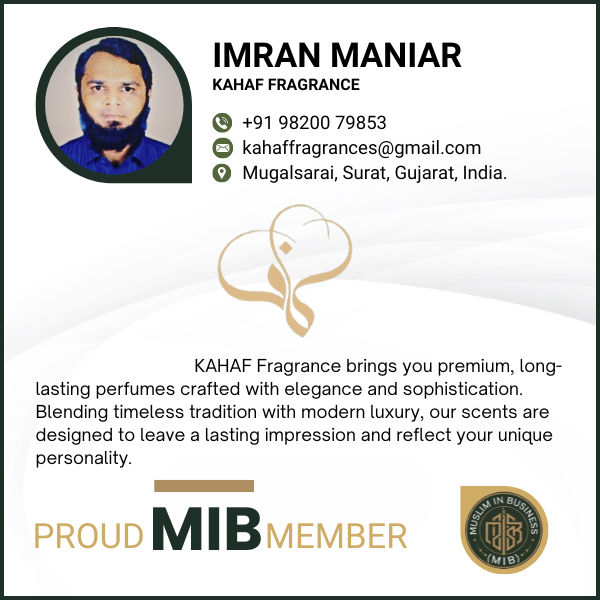 IMRAN MANIAR
KAHAF FRAGRANCE
+91 98200 79853
kahaffragrances@gmail.com
Mugalsarai, Surat, Gujarat, India.
KAHAF Fragrance brings you premium, long-
lasting perfumes crafted with elegance and sophistication.
Blending timeless tradition with modern luxury, our scents are
designed to leave a lasting impression and reflect your unique
personality.
PROUD MIB MEMBER
MUSLIM IN BUSINESS
(MIB)